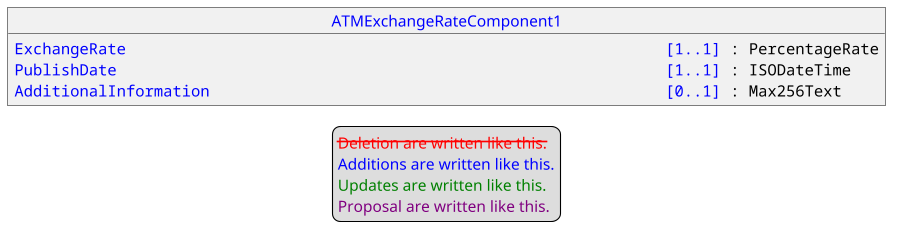 ATMExchangeRateComponent1
ExchangeRate [1..1] : PercentageRate
PublishDate [1..1] : ISODateTime
AdditionalInformation [0..1] : Max256Text
Deletion are written like this.
Additions are written like this.
Updates are written like this.
Proposal are written like this.